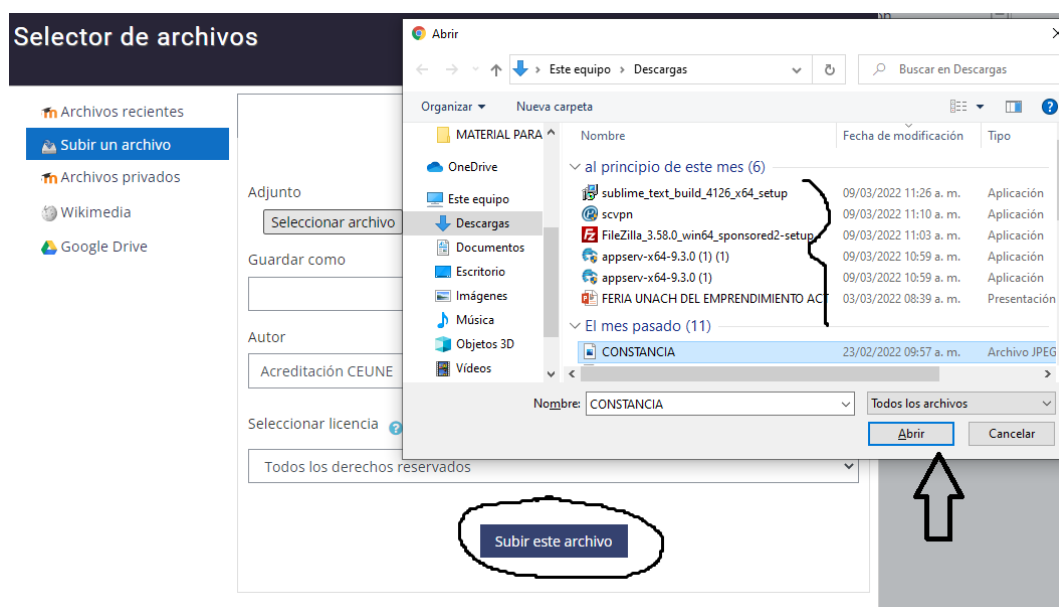 Selector de archivos
Archivos recientes
Subir un archivo
Archivos privados
Wikimedia
Google Drive
Adjunto
Seleccionar archivo
Guardar como
Autor
Acreditación CEUNE
Seleccionar licencia
Todos los derechos reservados
Subir este archivo
Abrir
Este equipo > Descargas
Buscar en Descargas
Organizar
Nueva carpeta
MATERIAL PARA
OneDrive
Este equipo
Descargas
Documentos
Escritorio
Imágenes
Música
Objetos 3D
Vídeos
Nombre Fecha de modificación Tipo
al principio de este mes (6)
sublime_text_build_4126_x64_setup 09/03/2022 11:26 a. m. Aplicación
scvpn 09/03/2022 11:10 a. m. Aplicación
FileZilla_3.58.0_win64_sponsored2-setup 09/03/2022 11:03 a. m. Aplicación
appserv-x64-9.3.0 (1) (1) 09/03/2022 10:59 a. m. Aplicación
appserv-x64-9.3.0 (1) 09/03/2022 10:59 a. m. Aplicación
FERIA UNACH DEL EMPRENDIMIENTO ACT 03/03/2022 08:39 a. m. Presentación
El mes pasado (11)
CONSTANCIA 23/02/2022 09:57 a. m. Archivo JPEG
Nombre: CONSTANCIA Todos los archivos
Abrir Cancelar